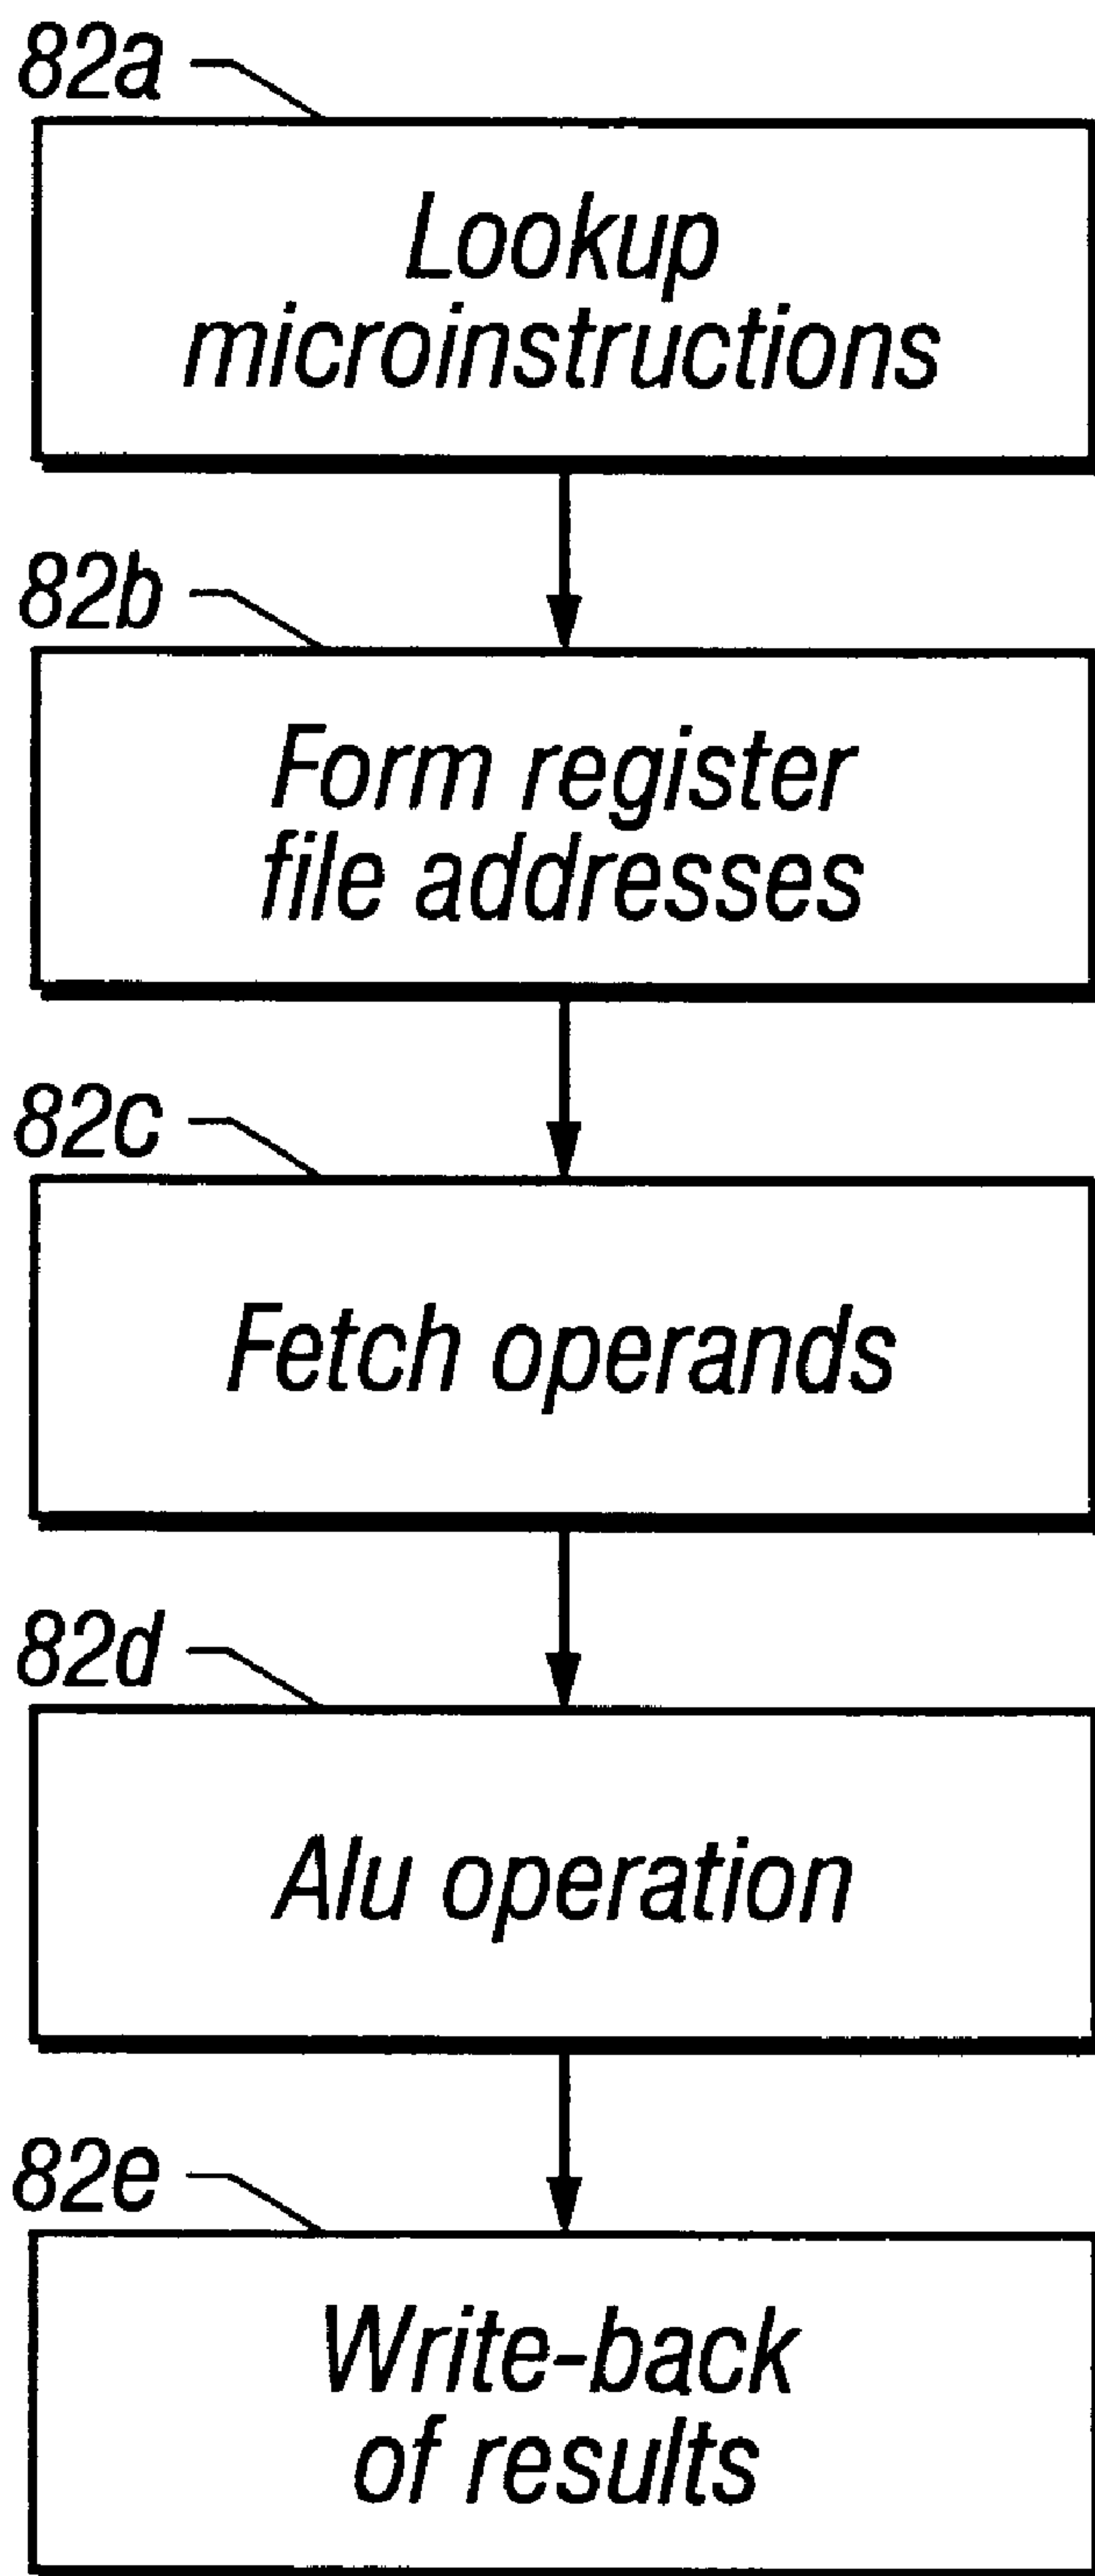 82a
Lookup
microinstructions
82b
Form register
file addresses
82c
Fetch operands
82d
Alu operation
82e
Write-back
of results